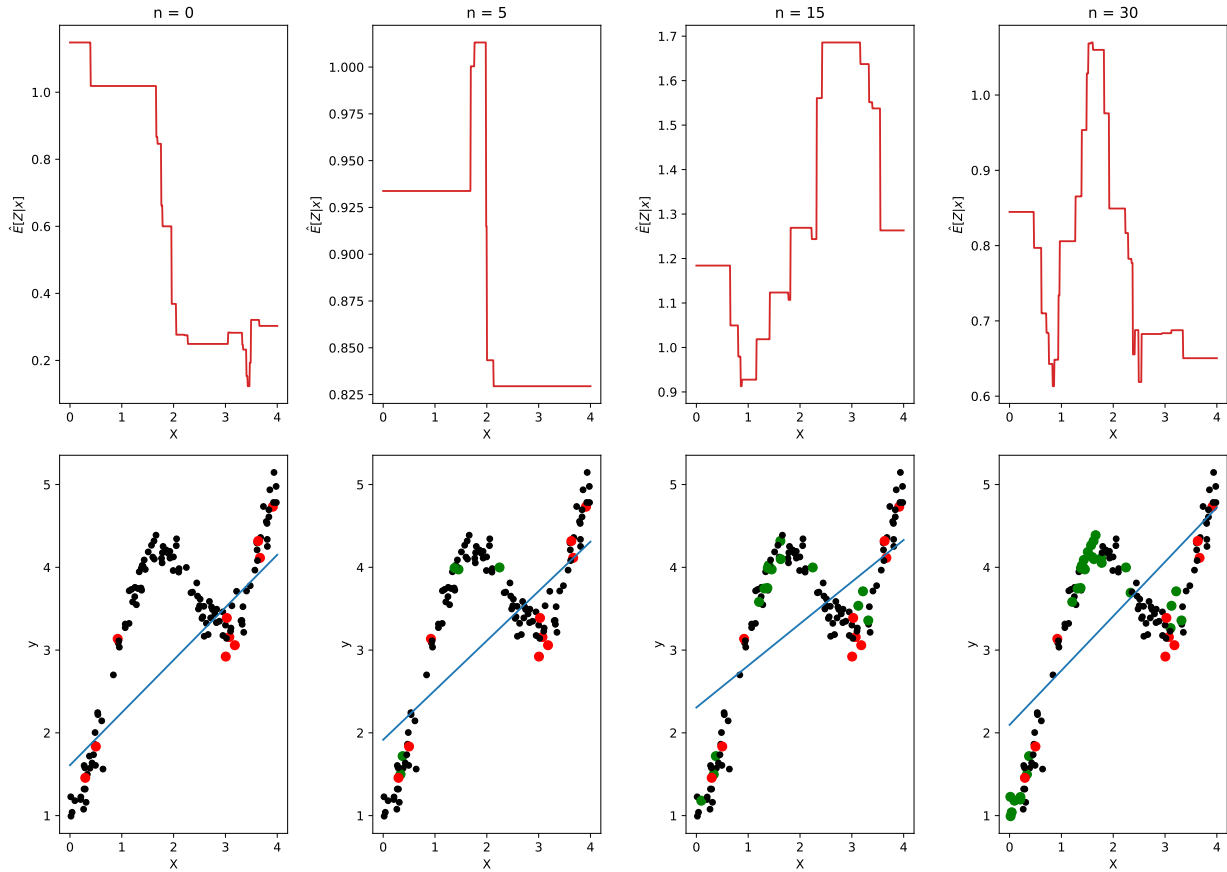 n = 0
n = 5
n = 15
n = 30
Ê[Z|x]
1.0
0.8
0.6
0.4
0.2
0 1 2 3 4
X
Ê[Z|x]
1.000
0.975
0.950
0.925
0.900
0.875
0.850
0.825
0 1 2 3 4
X
Ê[Z|x]
1.7
1.6
1.5
1.4
1.3
1.2
1.1
1.0
0.9
0 1 2 3 4
X
Ê[Z|x]
1.0
0.9
0.8
0.7
0.6
0 1 2 3 4
X
y
5
4
3
2
1
0 1 2 3 4
X
y
5
4
3
2
1
0 1 2 3 4
X
y
5
4
3
2
1
0 1 2 3 4
X
y
5
4
3
2
1
0 1 2 3 4
X